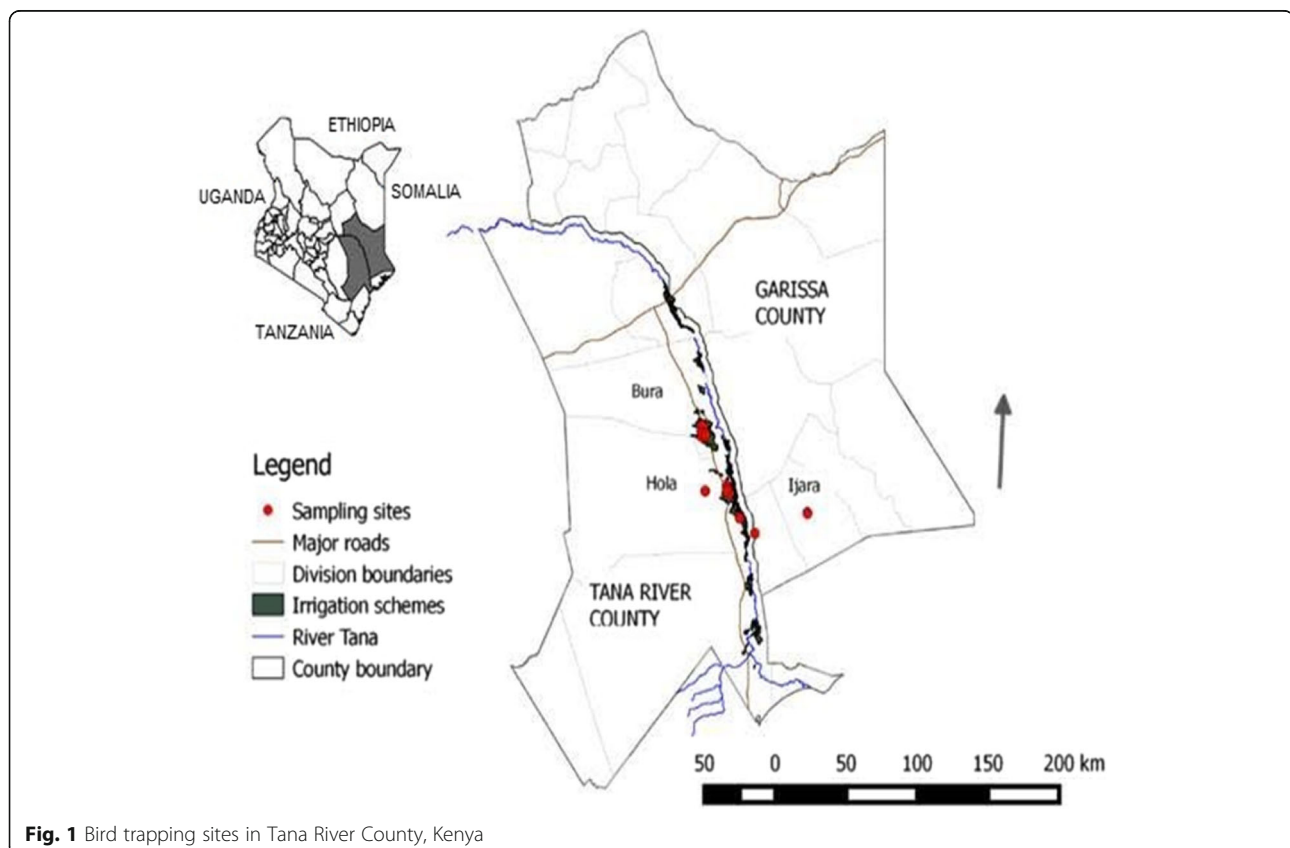 ETHIOPIA
UGANDA
SOMALIA
TANZANIA
GARISSA
COUNTY
Bura
Hola
Ijara
TANA RIVER
COUNTY
Legend
Sampling sites
Major roads
Division boundaries
Irrigation schemes
River Tana
County boundary
50 0 50 100 150 200 km
Fig. 1 Bird trapping sites in Tana River County, Kenya